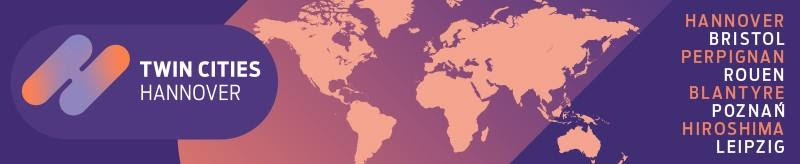 TWIN CITIES
HANNOVER
HANNOVER
BRISTOL
PERPIGNAN
ROUEN
BLANTYRE
POZNAŃ
HIROSHIMA
LEIPZIG